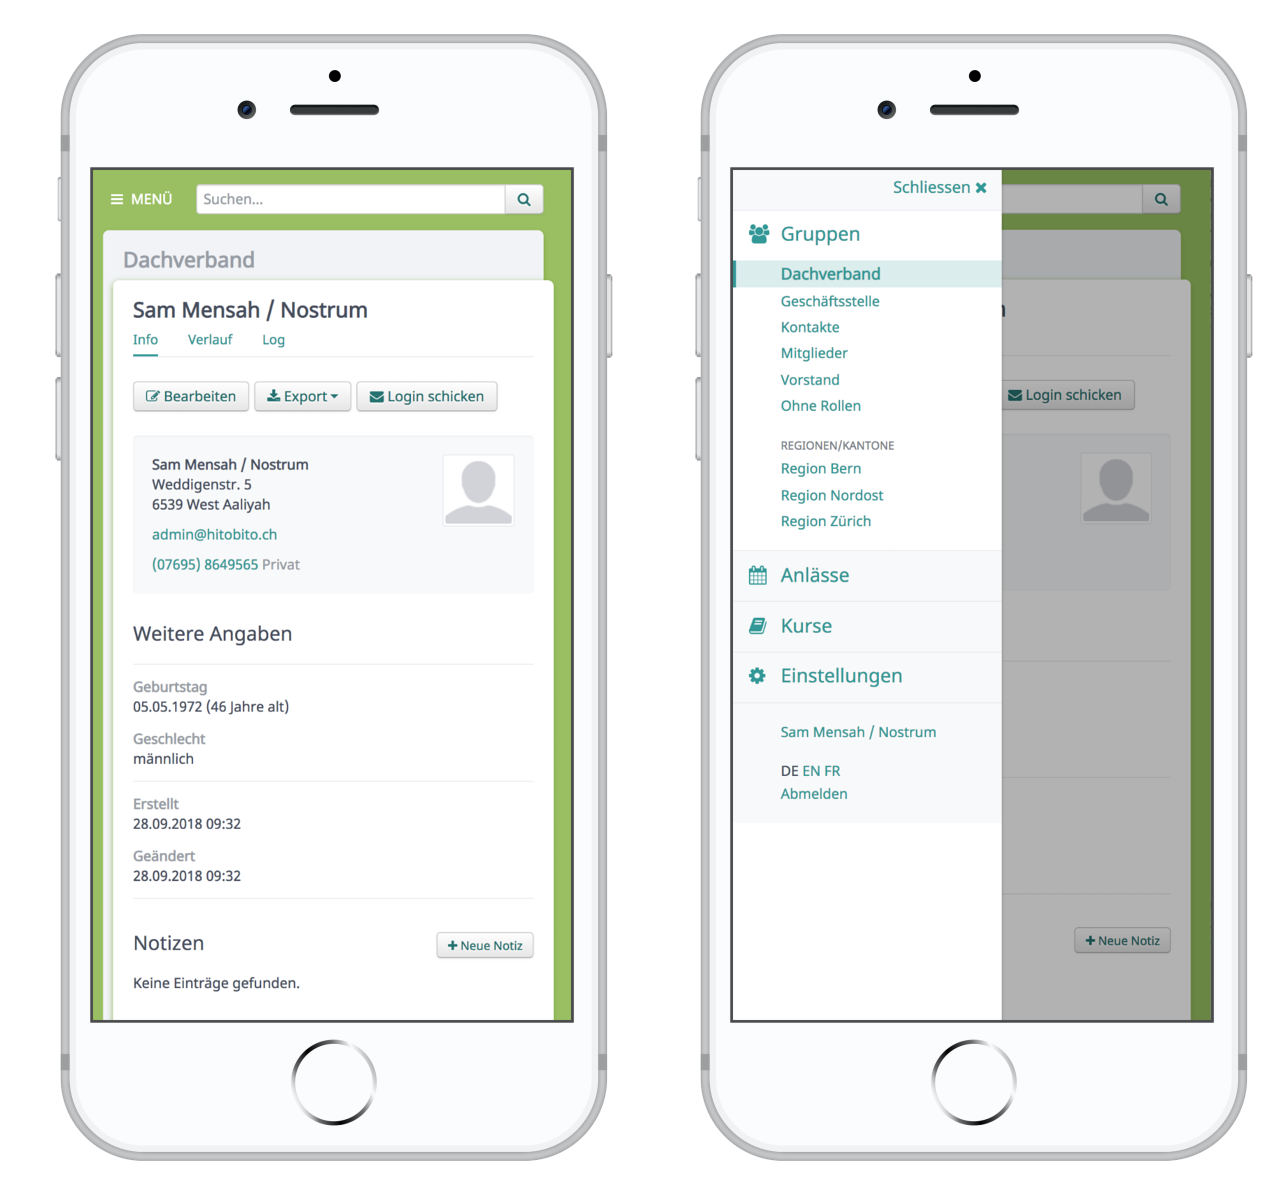 MENÜ
Suchen...
Dachverband
Sam Mensah / Nostrum
Info Verlauf Log
Bearbeiten Export Login schicken
Sam Mensah / Nostrum
Weddigenstr. 5
6539 West Aaliyah
admin@hitobito.ch
(07695) 8649565 Privat
Weitere Angaben
Geburtstag
05.05.1972 (46 Jahre alt)
Geschlecht
männlich
Erstellt
28.09.2018 09:32
Geändert
28.09.2018 09:32
Notizen
Neue Notiz
Keine Einträge gefunden.
Schliessen
Gruppen
Dachverband
Geschäftsstelle
Kontakte
Mitglieder
Vorstand
Ohne Rollen
REGIONEN/KANTONE
Region Bern
Region Nordost
Region Zürich
Anlässe
Kurse
Einstellungen
Sam Mensah / Nostrum
DE EN FR
Abmelden
Login schicken
Neue Notiz